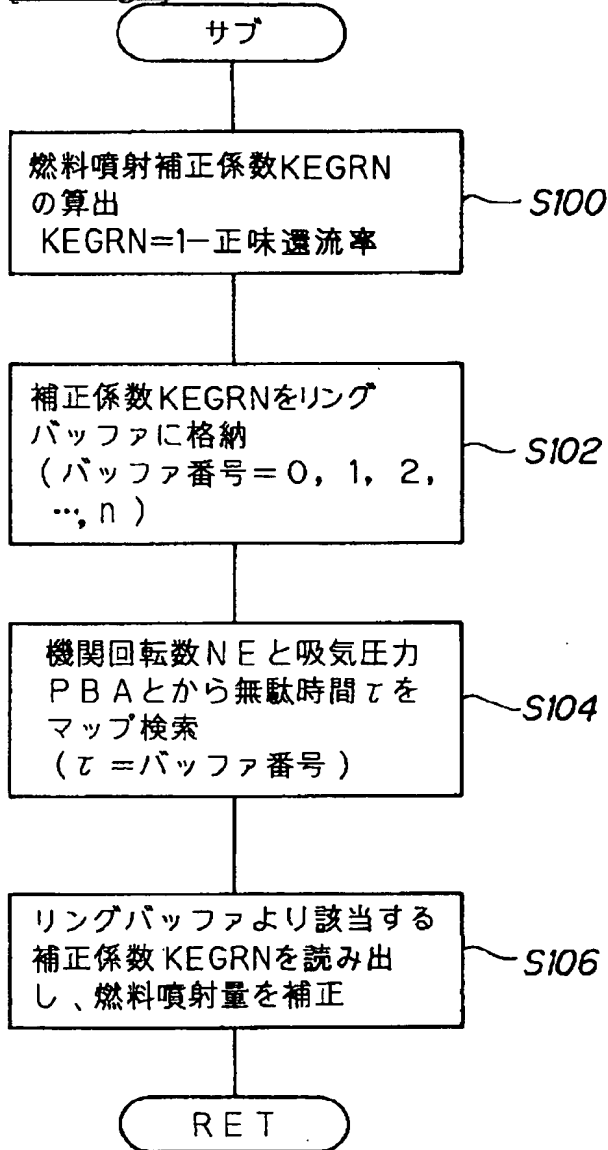 サブ
燃料噴射補正係数KEGRN
の算出
KEGRN=1−正味還流率
S100
補正係数KEGRNをリング
バッファに格納
(バッファ番号=0, 1, 2,
…, n )
S102
機関回転数NEと吸気圧力
PBAとから無駄時間τを
マップ検索
(τ=バッファ番号)
S104
リングバッファより該当する
補正係数KEGRNを読み出
し、燃料噴射量を補正
S106
RET